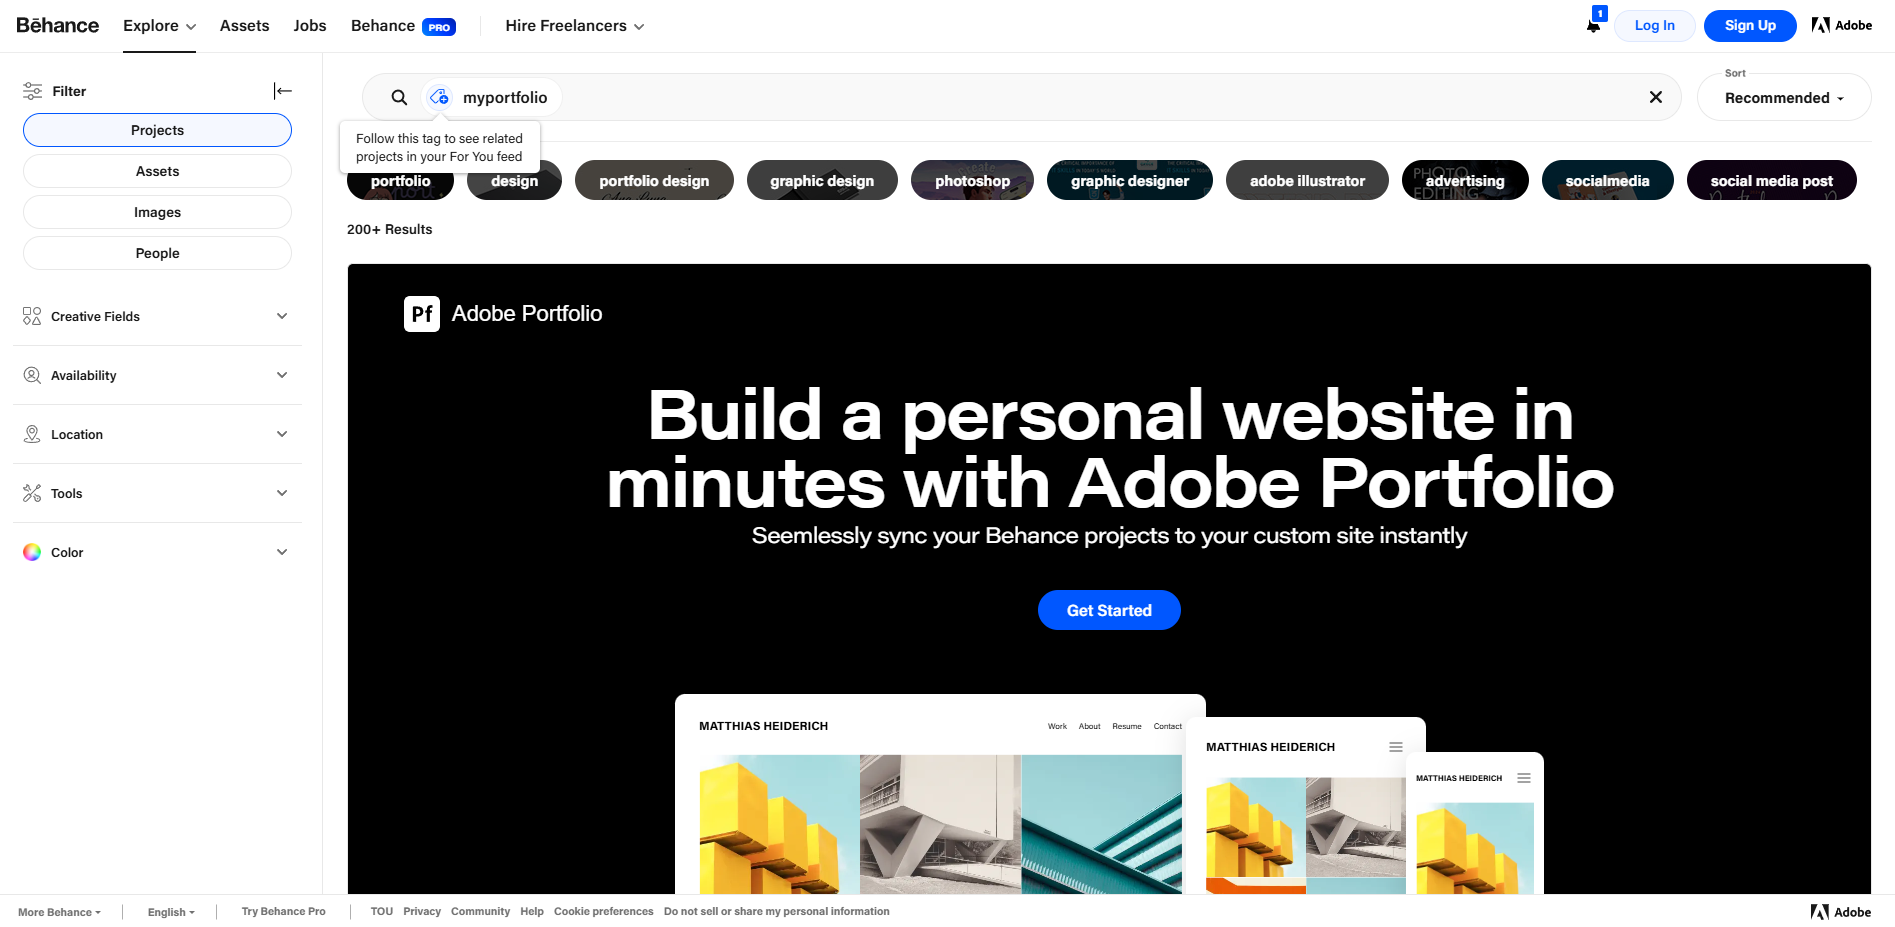 Bēhance
Explore
Assets
Jobs
Behance PRO
Hire Freelancers
1
Log In
Sign Up
Adobe
Filter
Projects
Assets
Images
People
Creative Fields
Availability
Location
Tools
Color
myportfolio
Sort
Recommended
Follow this tag to see related
projects in your For You feed
portfolio
design
portfolio design
graphic design
photoshop
graphic designer
adobe illustrator
advertising
socialmedia
social media post
200+ Results
Pf Adobe Portfolio
Build a personal website in
minutes with Adobe Portfolio
Seemlessly sync your Behance projects to your custom site instantly
Get Started
MATTHIAS HEIDERICH
Work About Resume Contact
MATTHIAS HEIDERICH
MATTHIAS HEIDERICH
More Behance
English
Try Behance Pro
TOU Privacy Community Help Cookie preferences Do not sell or share my personal information
Adobe